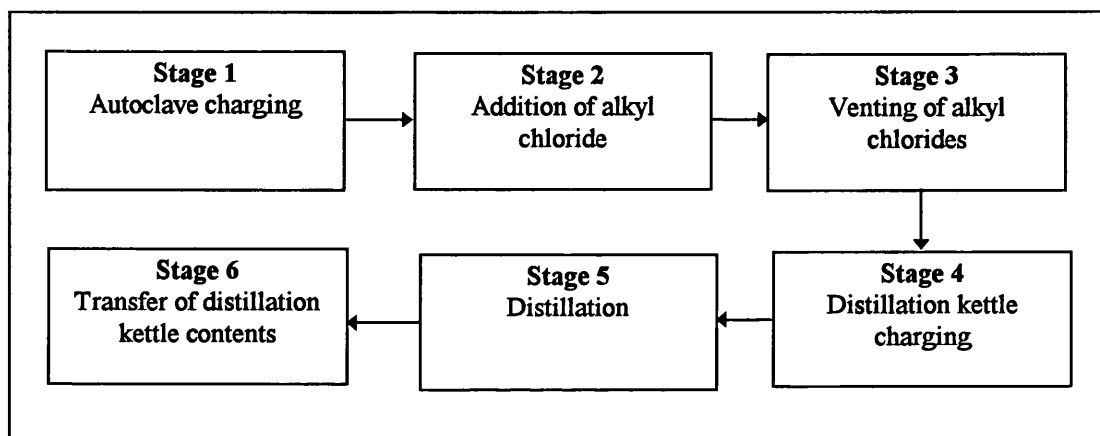 Stage 1
Autoclave charging
Stage 2
Addition of alkyl
chloride
Stage 3
Venting of alkyl
chlorides
Stage 4
Distillation kettle
charging
Stage 5
Distillation
Stage 6
Transfer of distillation
kettle contents